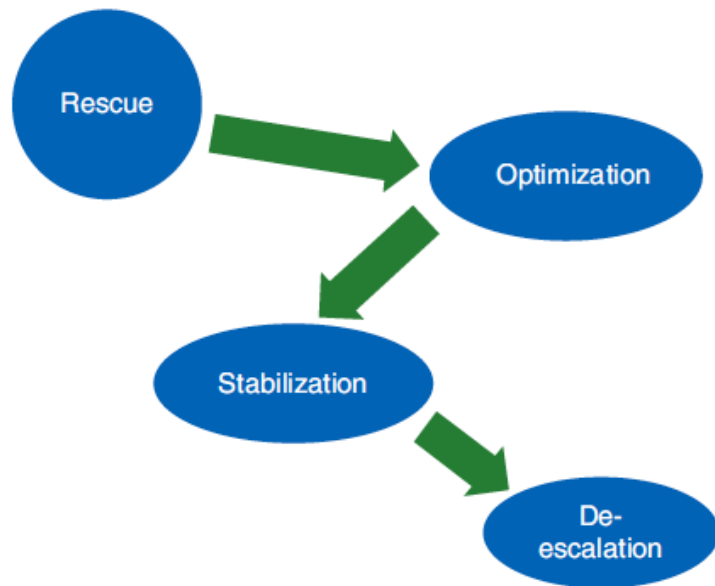 Rescue
Optimization
Stabilization
De-
escalation